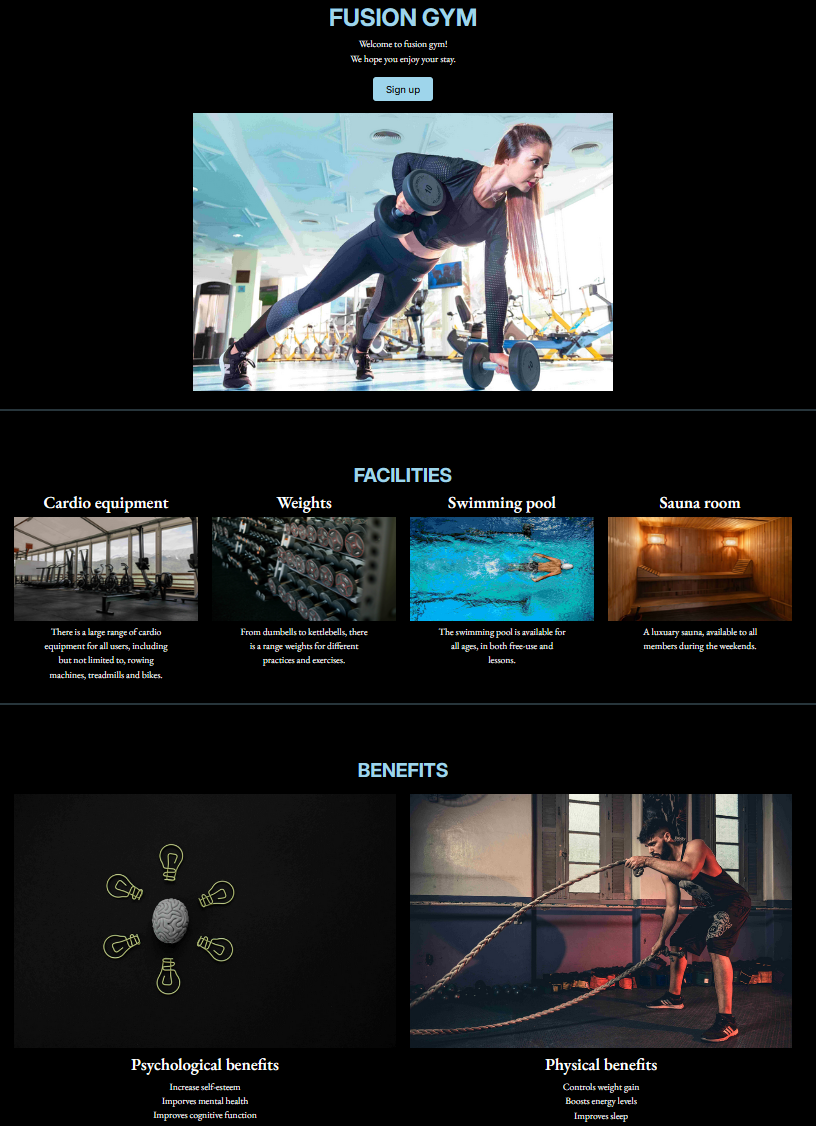 FUSION GYM
Welcome to fusion gym!
We hope you enjoy your stay.
Sign up
10
FACILITIES
Cardio equipment
Weights
Swimming pool
Sauna room
There is a large range of cardio
equipment for all users, including
but not limited to, rowing
machines, treadmills and bikes.
From dumbells to kettlebells, there
is a range weights for different
practices and exercises.
The swimming pool is available for
all ages, in both free-use and
lessons.
A luxuary sauna, available to all
members during the weekends.
BENEFITS
Psychological benefits
Increase self-esteem
Imporves mental health
Improves cognitive function
Physical benefits
Controls weight gain
Boosts energy levels
Improves sleep